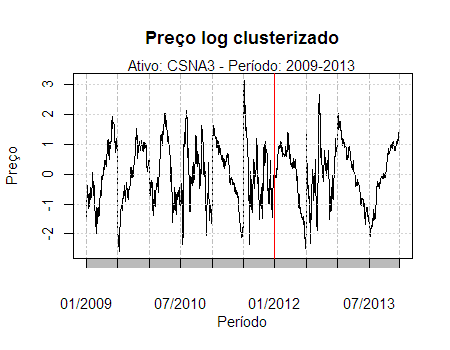 Preço log clusterizado
Ativo: CSNA3 - Período: 2009-2013
Preço
3
2
1
0
-1
-2
01/2009 07/2010 01/2012 07/2013
Período